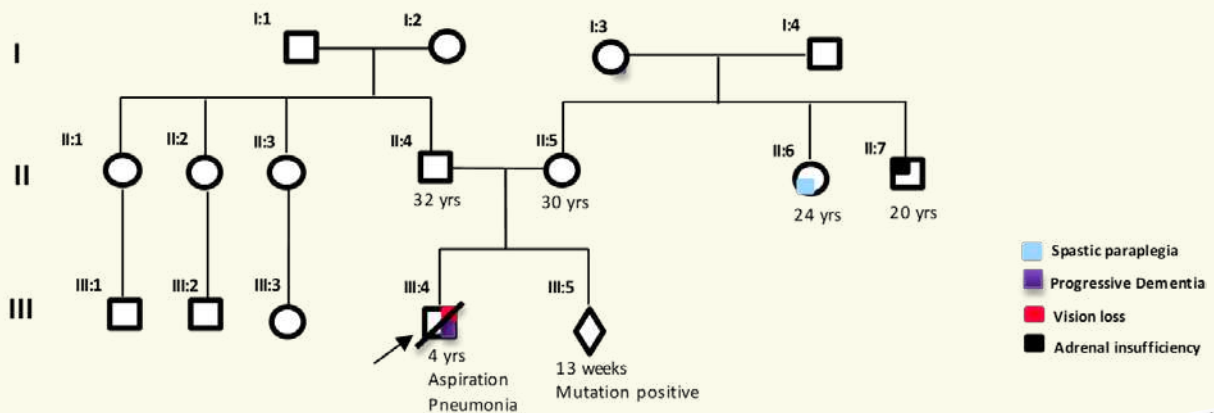 I:1
I:2
I:3
I:4
I
II:1
II:2
II:3
II:4
II:5
II:6
II:7
II
32 yrs
30 yrs
24 yrs
20 yrs
Spastic paraplegia
Progressive Dementia
Vision loss
Adrenal insufficiency
III:1
III:2
III:3
III:4
III:5
III
4 yrs
Aspiration
Pneumonia
13 weeks
Mutation positive